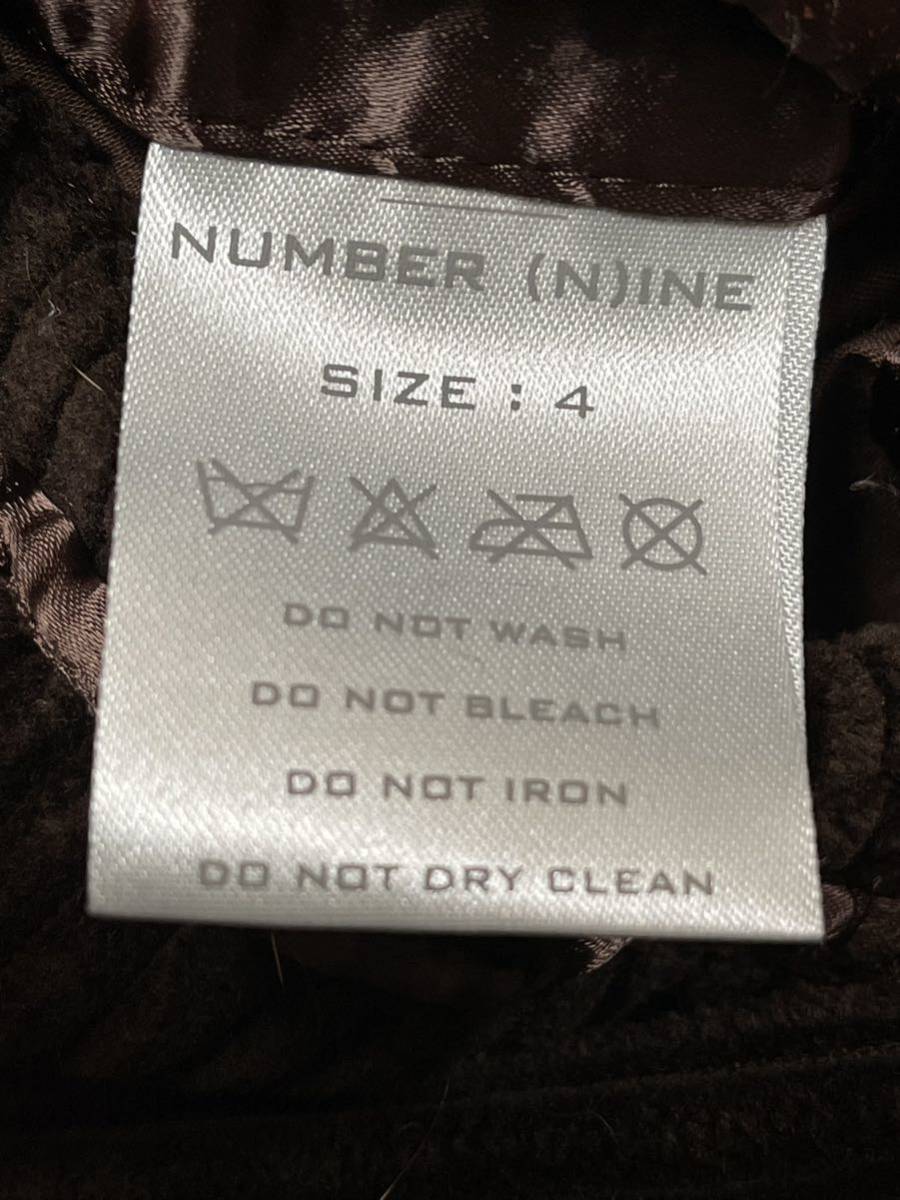 NUMBER (N)INE
SIZE : 4
DO NOT WASH
DO NOT BLEACH
DO NOT IRON
DO NOT DRY CLEAN